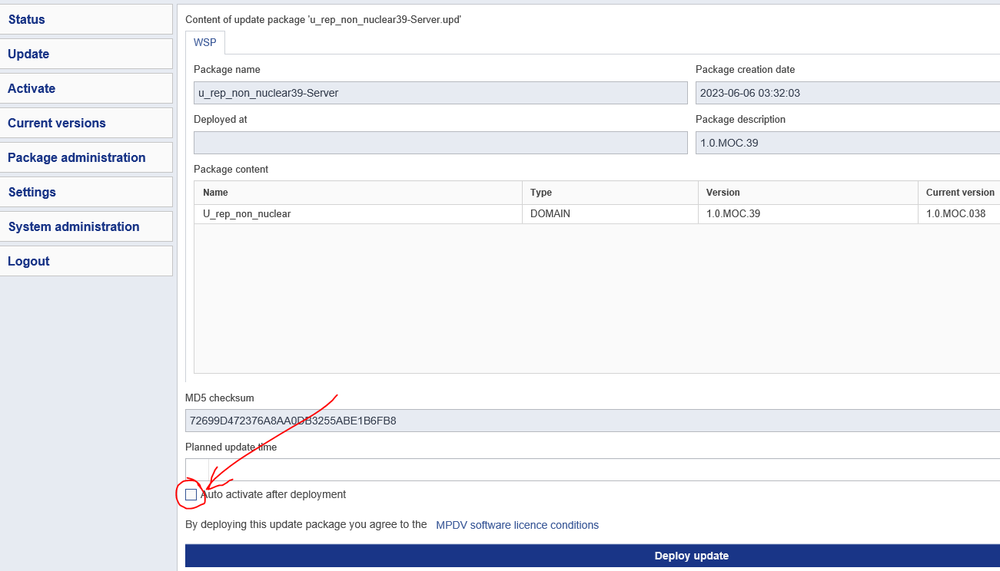 Status
Update
Activate
Current versions
Package administration
Settings
System administration
Logout
Content of update package 'u_rep_non_nuclear39-Server.upd'
WSP
Package name Package creation date
u_rep_non_nuclear39-Server 2023-06-06 03:32:03
Deployed at Package description
1.0.MOC.39
Package content
Name Type Version Current version
U_rep_non_nuclear DOMAIN 1.0.MOC.39 1.0.MOC.038
MD5 checksum
72699D472376A8AA0DB3255ABE1B6FB8
Planned update time
Auto activate after deployment
By deploying this update package you agree to the MPDV software licence conditions
Deploy update